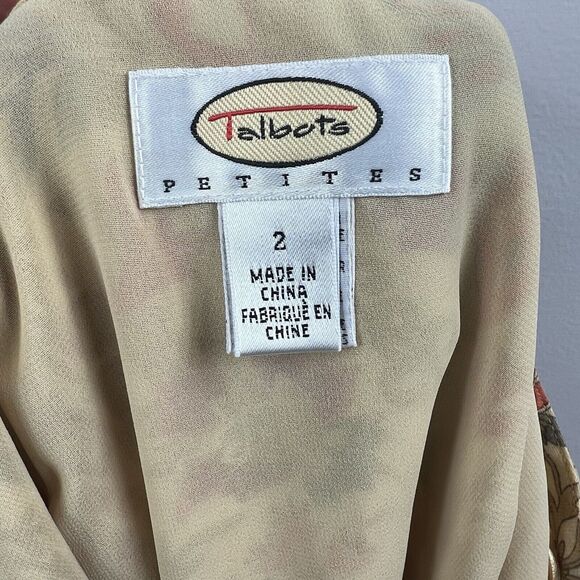 Talbots
PETITES
2
MADE IN
CHINA
FABRIQUÉ EN
CHINE